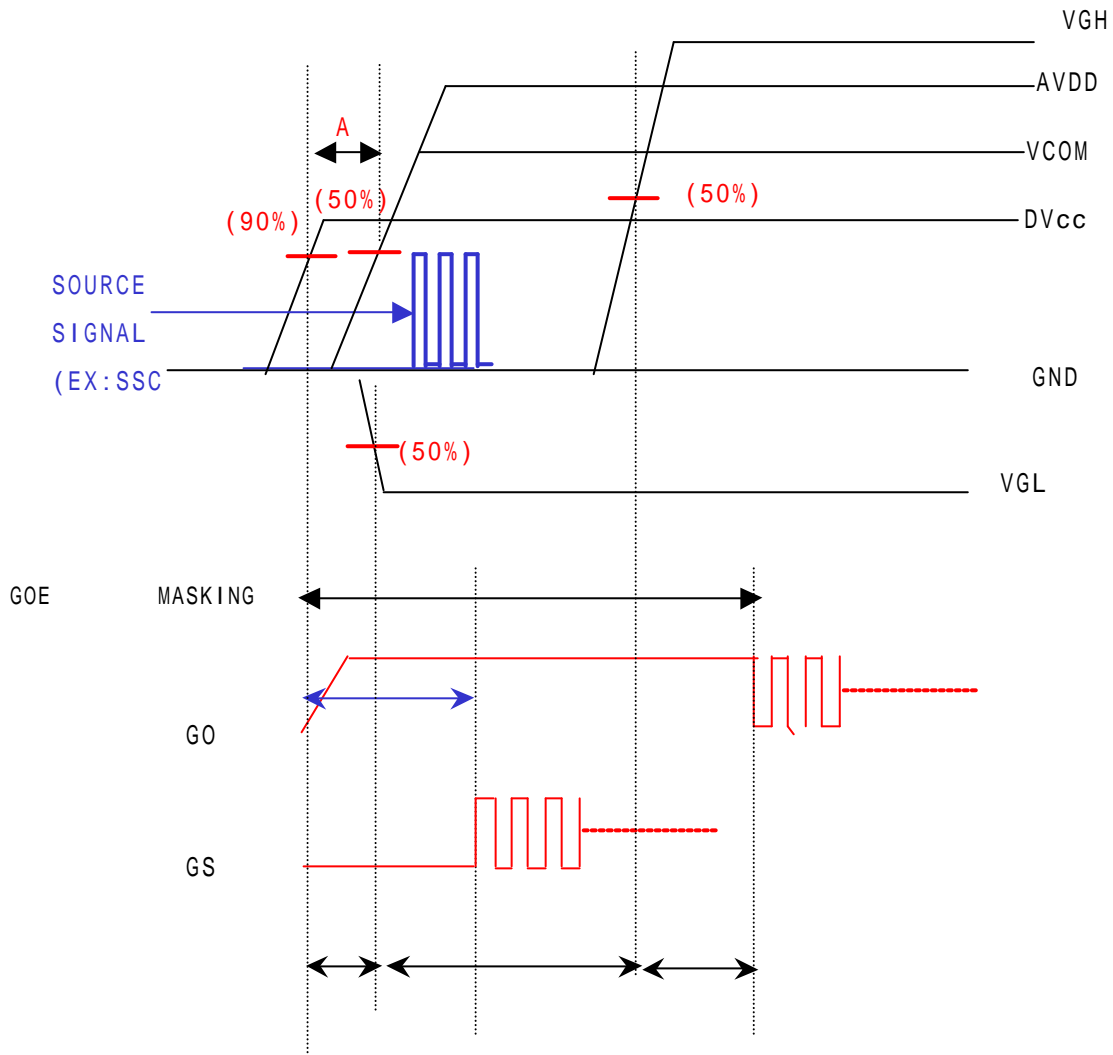 VGH
AVDD
A
VCOM
(50%)
(50%)
(90%)
DVcc
SOURCE
SIGNAL
(EX:SSC
GND
(50%)
VGL
GOE MASKING
GO
GS